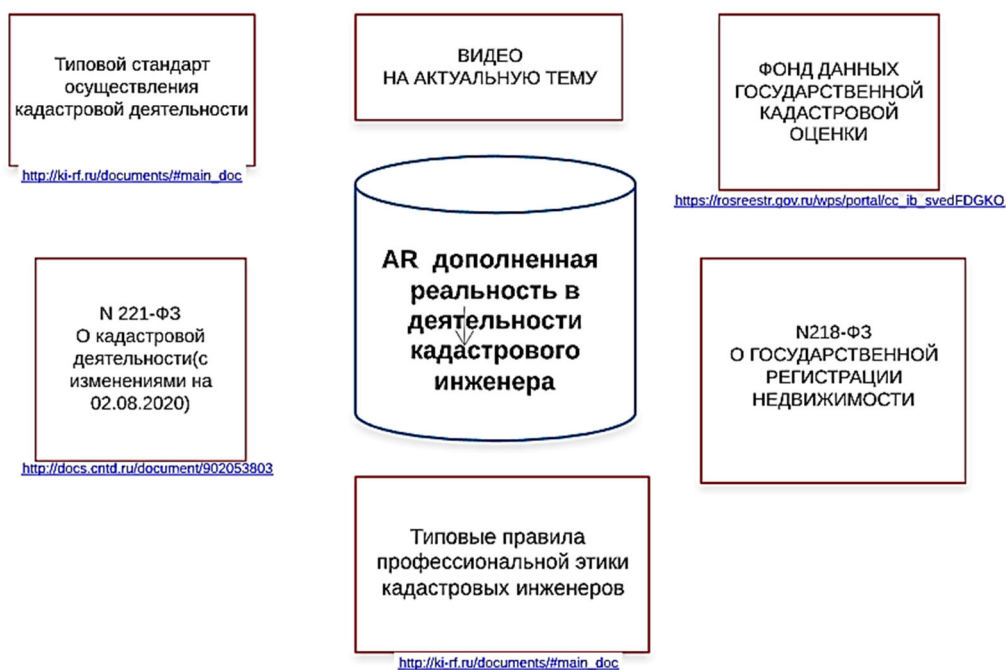 Типовой стандарт
осуществления
кадастровой деятельности
http://ki-rf.ru/documents/#main_doc
ВИДЕО
НА АКТУАЛЬНУЮ ТЕМУ
ФОНД ДАННЫХ
ГОСУДАРСТВЕННОЙ
КАДАСТРОВОЙ
ОЦЕНКИ
https://rosreestr.gov.ru/wps/portal/cc_ib_svedFDGKO
AR дополненная
реальность в
деятельности
кадастрового
инженера
N 221-ФЗ
О кадастровой
деятельности(с
изменениями на
02.08.2020)
http://docs.cntd.ru/document/902053803
N218-ФЗ
О ГОСУДАРСТВЕННОЙ
РЕГИСТРАЦИИ
НЕДВИЖИМОСТИ
Типовые правила
профессиональной этики
кадастровых инженеров
http://ki-rf.ru/documents/#main_doc